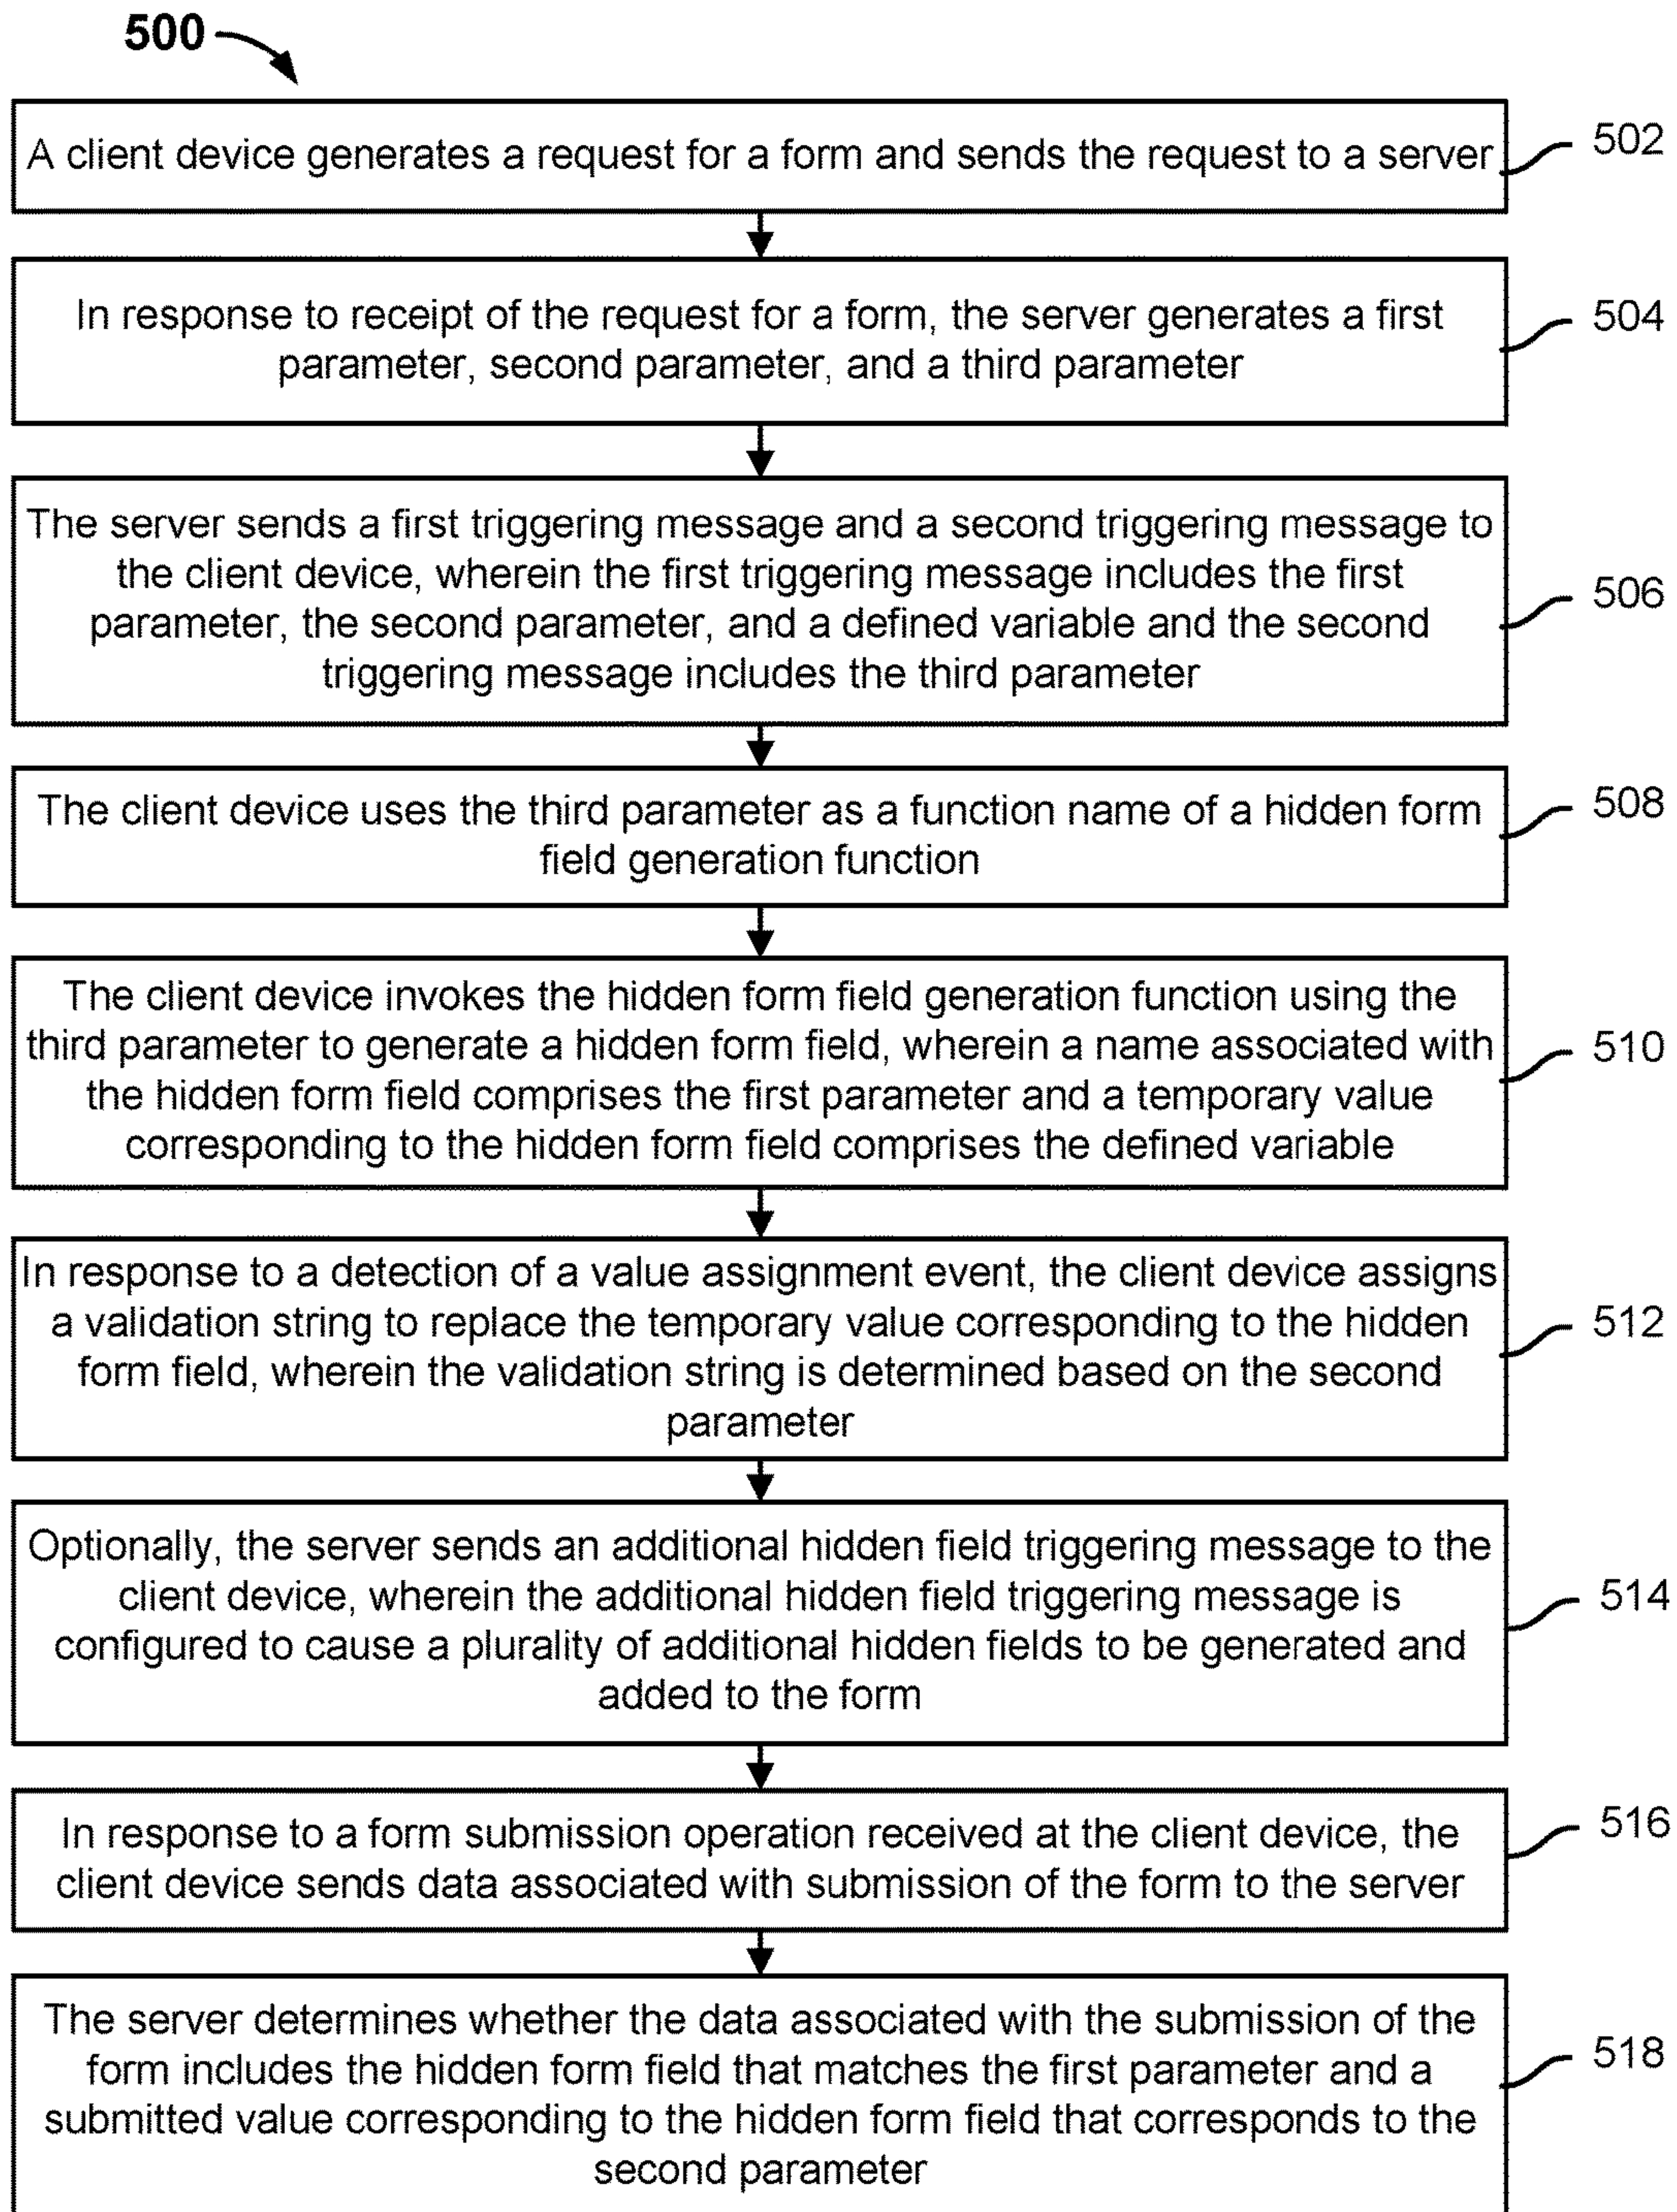 500
A client device generates a request for a form and sends the request to a server
502
In response to receipt of the request for a form, the server generates a first
parameter, second parameter, and a third parameter
504
The server sends a first triggering message and a second triggering message to
the client device, wherein the first triggering message includes the first
parameter, the second parameter, and a defined variable and the second
triggering message includes the third parameter
506
The client device uses the third parameter as a function name of a hidden form
field generation function
508
The client device invokes the hidden form field generation function using the
third parameter to generate a hidden form field, wherein a name associated with
the hidden form field comprises the first parameter and a temporary value
corresponding to the hidden form field comprises the defined variable
510
In response to a detection of a value assignment event, the client device assigns
a validation string to replace the temporary value corresponding to the hidden
form field, wherein the validation string is determined based on the second
parameter
512
Optionally, the server sends an additional hidden field triggering message to the
client device, wherein the additional hidden field triggering message is
configured to cause a plurality of additional hidden fields to be generated and
added to the form
514
In response to a form submission operation received at the client device, the
client device sends data associated with submission of the form to the server
516
The server determines whether the data associated with the submission of the
form includes the hidden form field that matches the first parameter and a
submitted value corresponding to the hidden form field that corresponds to the
second parameter
518